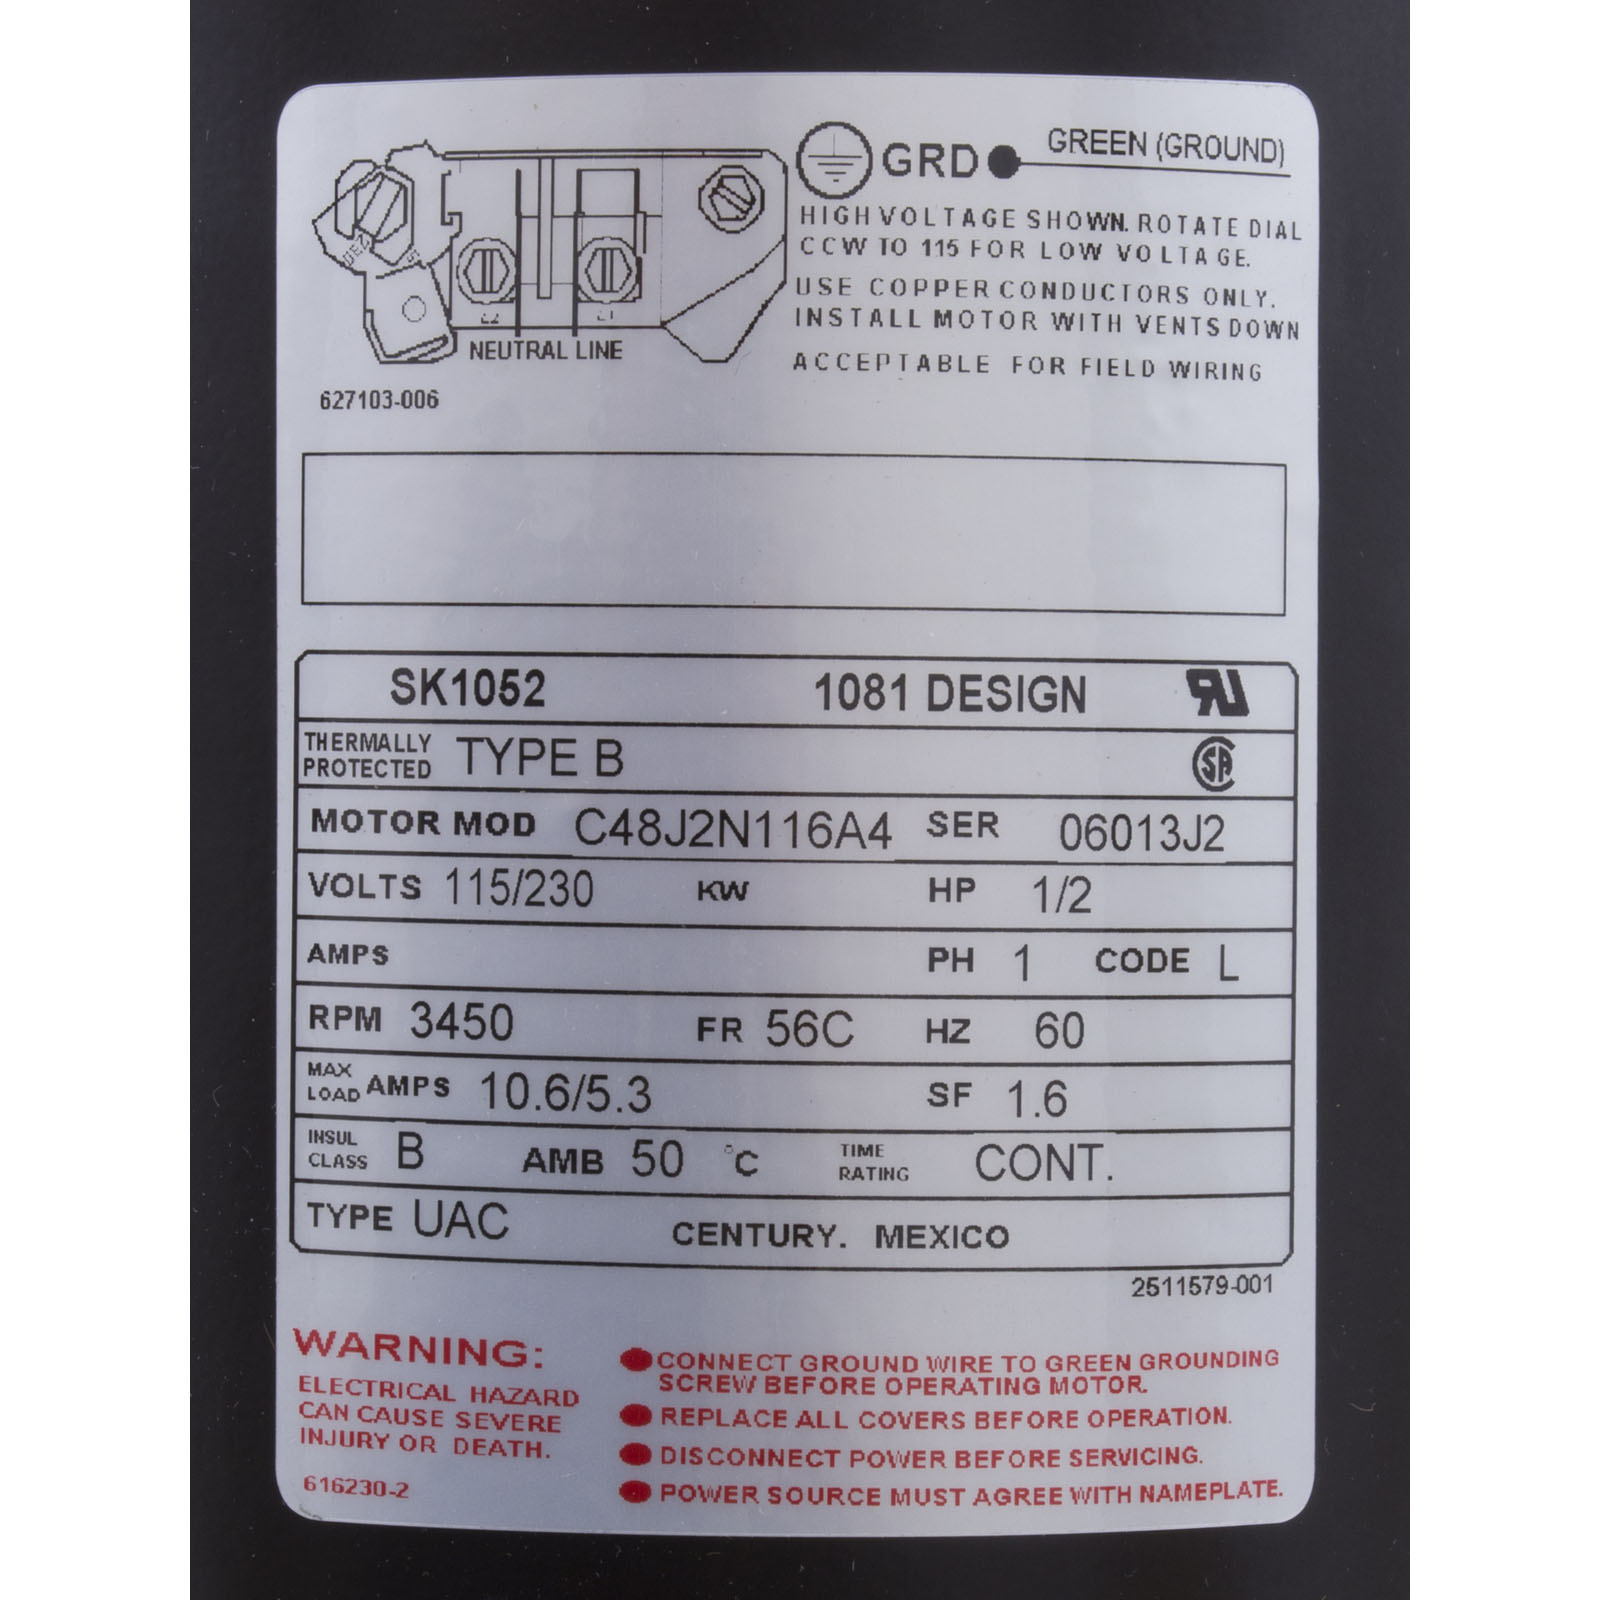 GRD GREEN (GROUND)
HIGH VOLTAGE SHOWN. ROTATE DIAL
CCW TO 115 FOR LOW VOLTAGE.
USE COPPER CONDUCTORS ONLY.
INSTALL MOTOR WITH VENTS DOWN
ACCEPTABLE FOR FIELD WIRING
L2 L1
NEUTRAL LINE
627103-006
SK1052 1081 DESIGN
THERMALLY
PROTECTED TYPE B
MOTOR MOD C48J2N116A4 SER 06013J2
VOLTS 115/230 KW HP 1/2
AMPS PH 1 CODE L
RPM 3450 FR 56C HZ 60
MAX
LOAD AMPS 10.6/5.3 SF 1.6
INSUL
CLASS B AMB 50 °C TIME
RATING CONT.
TYPE UAC CENTURY. MEXICO
2511579-001
WARNING:
ELECTRICAL HAZARD
CAN CAUSE SEVERE
INJURY OR DEATH.
616230-2
CONNECT GROUND WIRE TO GREEN GROUNDING
SCREW BEFORE OPERATING MOTOR.
REPLACE ALL COVERS BEFORE OPERATION.
DISCONNECT POWER BEFORE SERVICING.
POWER SOURCE MUST AGREE WITH NAMEPLATE.